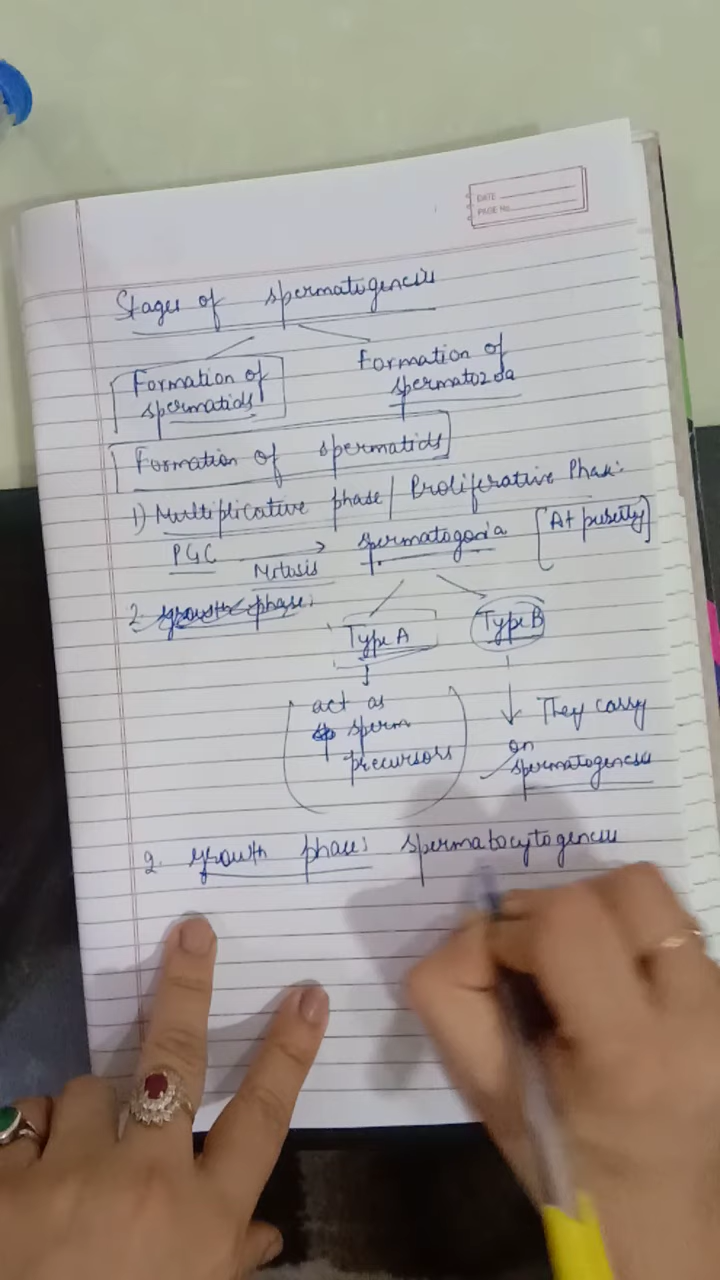 DATE
PAGE No.
Stages of spermatogenesis
Formation of spermatids
Formation of spermatozoa
Formation of spermatids
1) Multiplicative phase / Proliferative Phase:
PGC → Mitosis spermatogonia [At puberty]
2. growth phase:
Type A
Type B
act as
sperm
precursors
They carry
on
spermatogenesis
2. growth phase: spermatocytogenesis